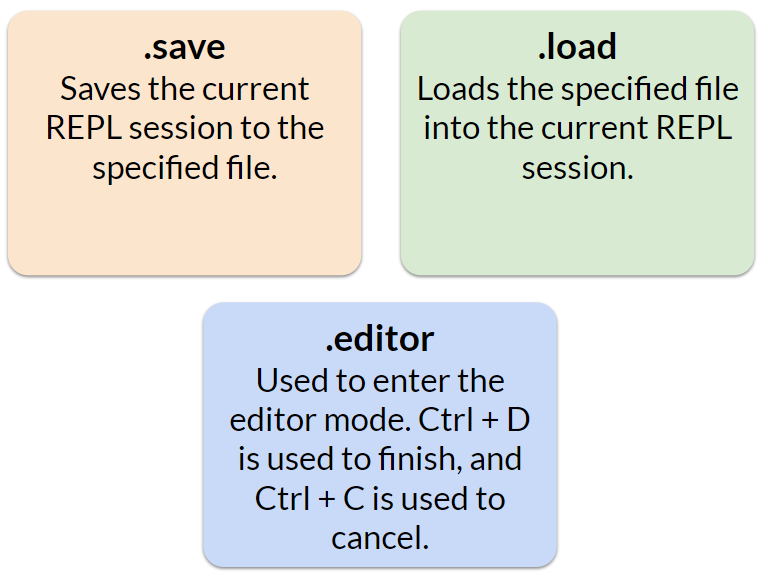 .save
Saves the current
REPL session to the
specified file.
.load
Loads the specified file
into the current REPL
session.
.editor
Used to enter the
editor mode. Ctrl + D
is used to finish, and
Ctrl + C is used to
cancel.